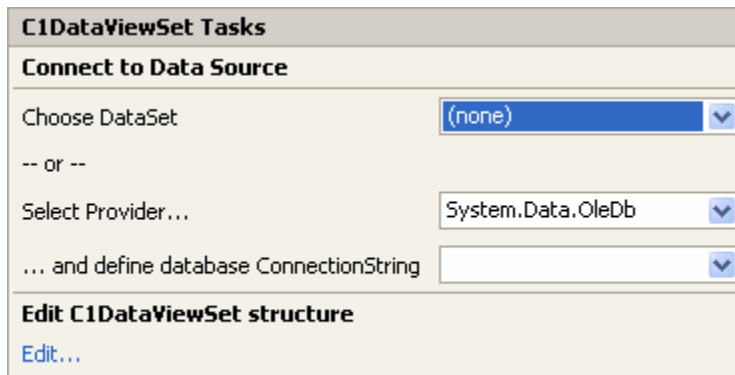 C1DataViewSet Tasks
Connect to Data Source
Choose DataSet (none)
-- or --
Select Provider... System.Data.OleDb
... and define database ConnectionString
Edit C1DataViewSet structure
Edit...